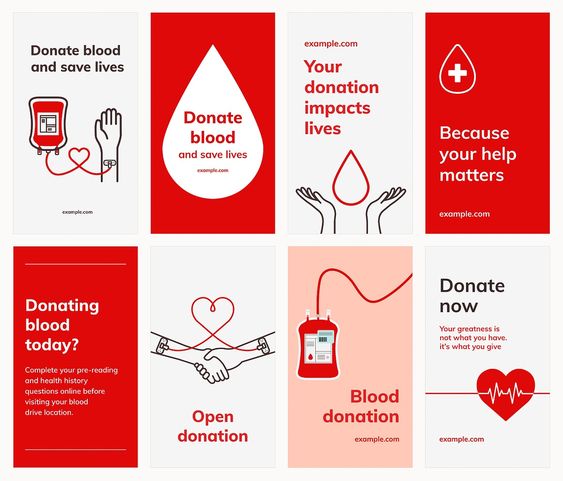 Donate blood
and save lives
example.com
Donate
blood
and save lives
example.com
example.com
Your
donation
impacts
lives
Because
your help
matters
example.com
Donating
blood
today?
Complete your pre-reading
and health history
questions online before
visiting your blood
drive location.
Open
donation
Blood
donation
example.com
Donate
now
Your greatness is
not what you have.
it's what you give
example.com